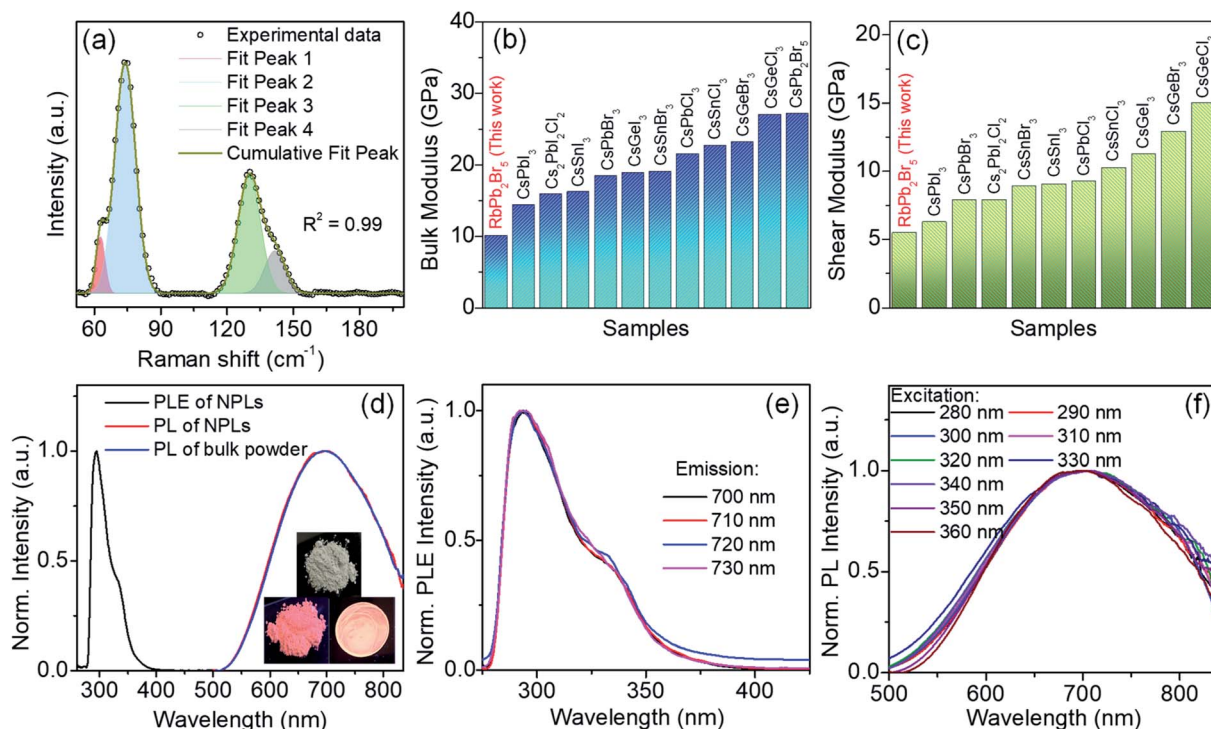 (a)
Experimental data
Fit Peak 1
Fit Peak 2
Fit Peak 3
Fit Peak 4
Cumulative Fit Peak
R² = 0.99
Intensity (a.u.)
60 90 120 150 180
Raman shift (cm⁻¹)
(b)
Bulk Modulus (GPa)
40
30
20
10
0
RbPb₂Br₅ (This work)
CsPbI₃
Cs₂PbI₂Cl₂
CsSnI₃
CsPbBr₃
CsGeI₃
CsSnBr₃
CsPbCl₃
CsSnCl₃
CsGeBr₃
CsGeCl₃
CsPb₂Br₅
Samples
(c)
Shear Modulus (GPa)
20
15
10
5
0
RbPb₂Br₅ (This work)
CsPbI₃
CsPbBr₃
Cs₂PbI₂Cl₂
CsSnBr₃
CsSnI₃
CsPbCl₃
CsSnCl₃
CsGeI₃
CsGeBr₃
CsGeCl₃
Samples
(d)
PLE of NPLs
PL of NPLs
PL of bulk powder
Norm. Intensity (a.u.)
1.0
0.5
0.0
300 400 500 600 700 800
Wavelength (nm)
(e)
Norm. PLE Intensity (a.u.)
1.0
0.5
0.0
Emission:
700 nm
710 nm
720 nm
730 nm
300 350 400
Wavelength (nm)
(f)
Excitation:
280 nm 290 nm
300 nm 310 nm
320 nm 330 nm
340 nm
350 nm
360 nm
Norm. PL Intensity (a.u.)
1.0
0.5
0.0
500 600 700 800
Wavelength (nm)